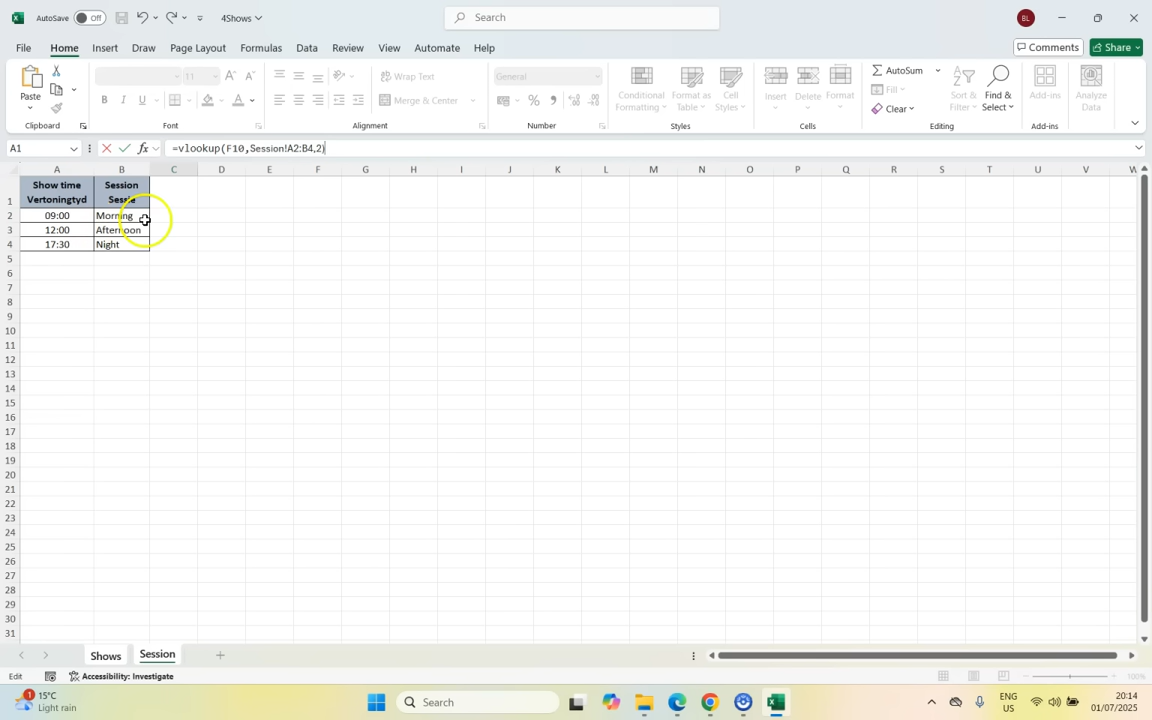 AutoSave Off 4Shows Search BL
File Home Insert Draw Page Layout Formulas Data Review View Automate Help Comments Share
Paste 11 Wrap Text General Conditional Formatting Format as Table Cell Styles Insert Delete Format AutoSum Sort & Filter Find & Select Add-ins Analyze Data
B I U A Merge & Center % Fill
Clear
Clipboard Font Alignment Number Styles Cells Editing Add-ins
A1 fx =vlookup(F10,Session!A2:B4,2)
A B C D E F G H I J K L M N O P Q R S T U V W
1 Show time Session
Vertoningtyd Sessie
2 09:00 Morning
3 12:00 Afternoon
4 17:30 Night
5
6
7
8
9
10
11
12
13
14
15
16
17
18
19
20
21
22
23
24
25
26
27
28
29
30
31
Shows Session
Edit Accessibility: Investigate 100%
1 15°C Light rain Search ENG US 20:14 01/07/2025